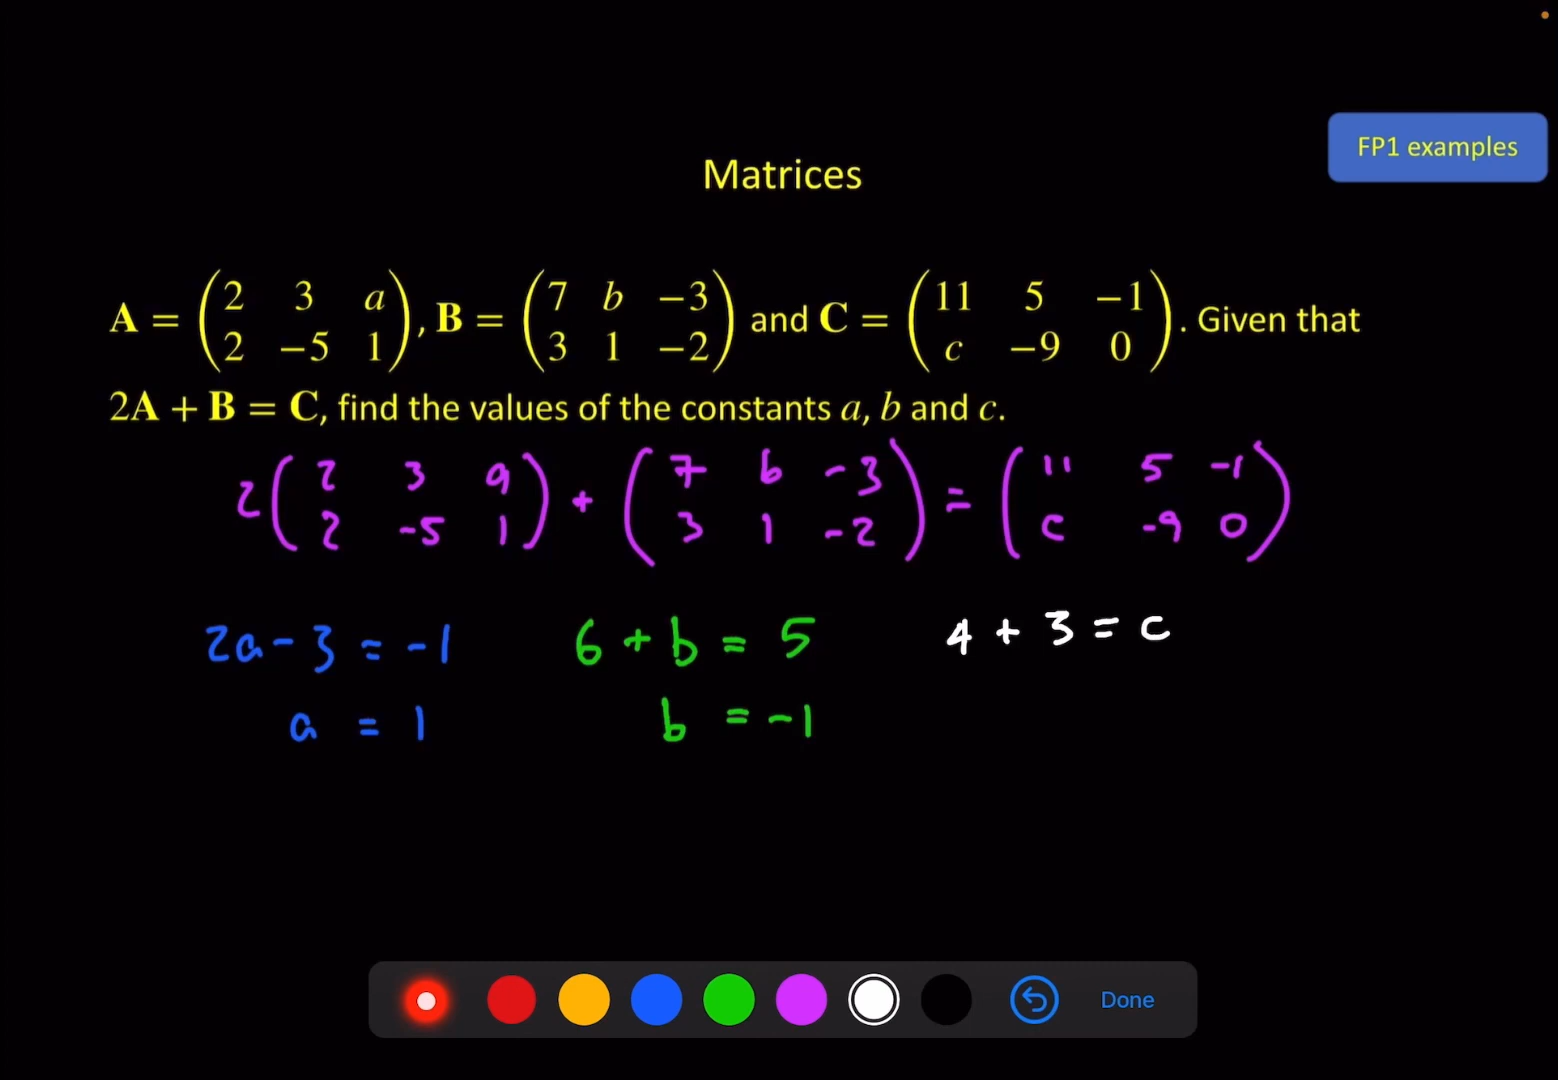 FP1 examples
Matrices
A = (2 3 a; 2 −5 1), B = (7 b −3; 3 1 −2) and C = (11 5 −1; c −9 0). Given that
2A + B = C, find the values of the constants a, b and c.
2(2 3 a; 2 -5 1) + (7 b -3; 3 1 -2) = (11 5 -1; c -9 0)
2a - 3 = -1 6 + b = 5 4 + 3 = c
a = 1 b = -1
Done